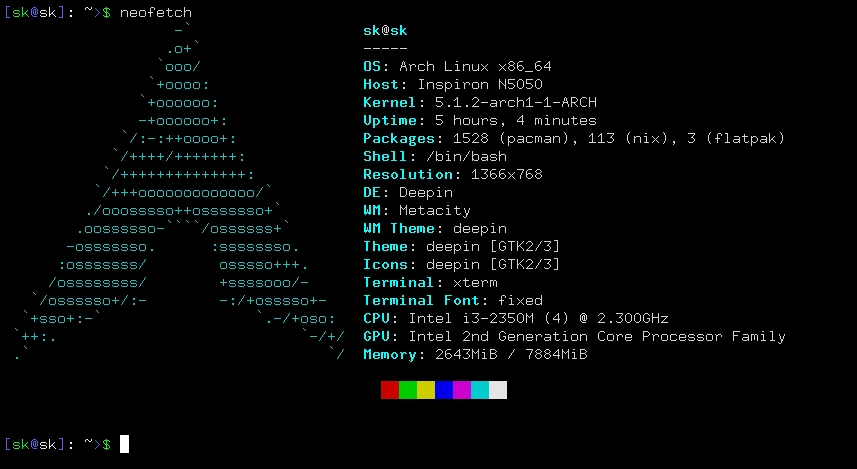 [sk@sk]: ~>$ neofetch
sk@sk
-----
OS: Arch Linux x86_64
Host: Inspiron N5050
Kernel: 5.1.2-arch1-1-ARCH
Uptime: 5 hours, 4 minutes
Packages: 1528 (pacman), 113 (nix), 3 (flatpak)
Shell: /bin/bash
Resolution: 1366x768
DE: Deepin
WM: Metacity
WM Theme: deepin
Theme: deepin [GTK2/3]
Icons: deepin [GTK2/3]
Terminal: xterm
Terminal Font: fixed
CPU: Intel i3-2350M (4) @ 2.300GHz
GPU: Intel 2nd Generation Core Processor Family
Memory: 2643MiB / 7884MiB
[sk@sk]: ~>$